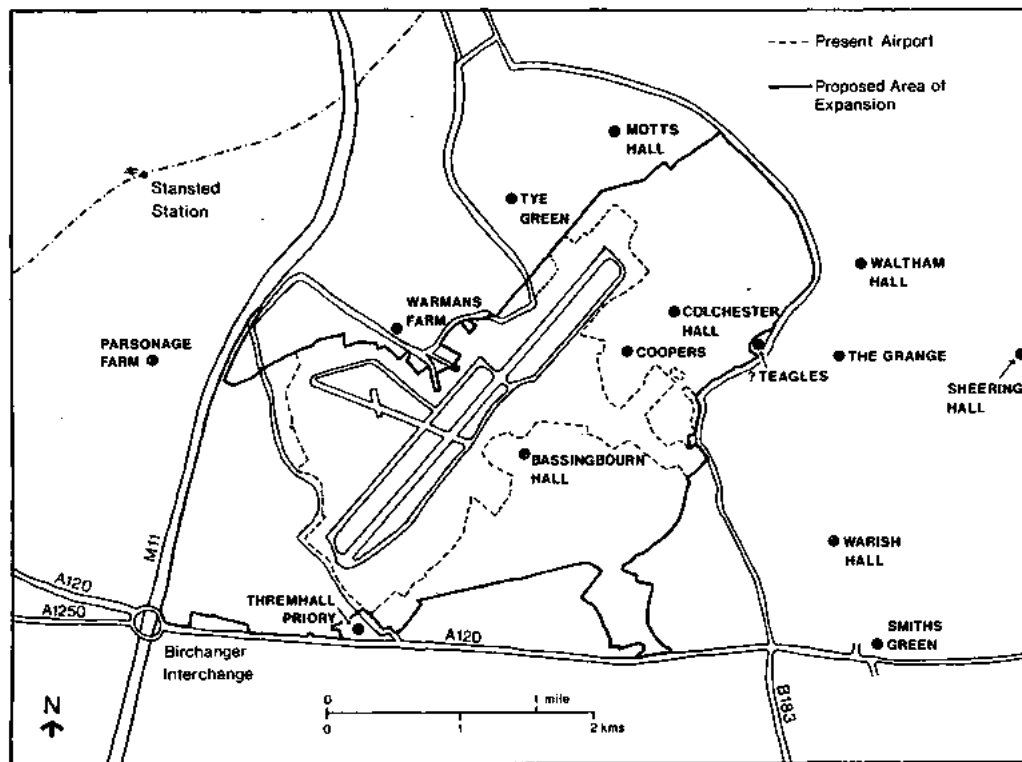 Present Airport
Proposed Area of
Expansion
MOTTS
HALL
Stansted
Station
TYE
GREEN
WALTHAM
HALL
WARMANS
FARM
COLCHESTER
HALL
PARSONAGE
FARM
COOPERS
THE GRANGE
? TEAGLES
SHEERING
HALL
BASSINGBOURN
HALL
M11
WARISH
HALL
A120
A1250
THREMHALL
PRIORY
A120
SMITHS
GREEN
Birchanger
Interchange
B183
N
0 1 mile
0 1 2 kms